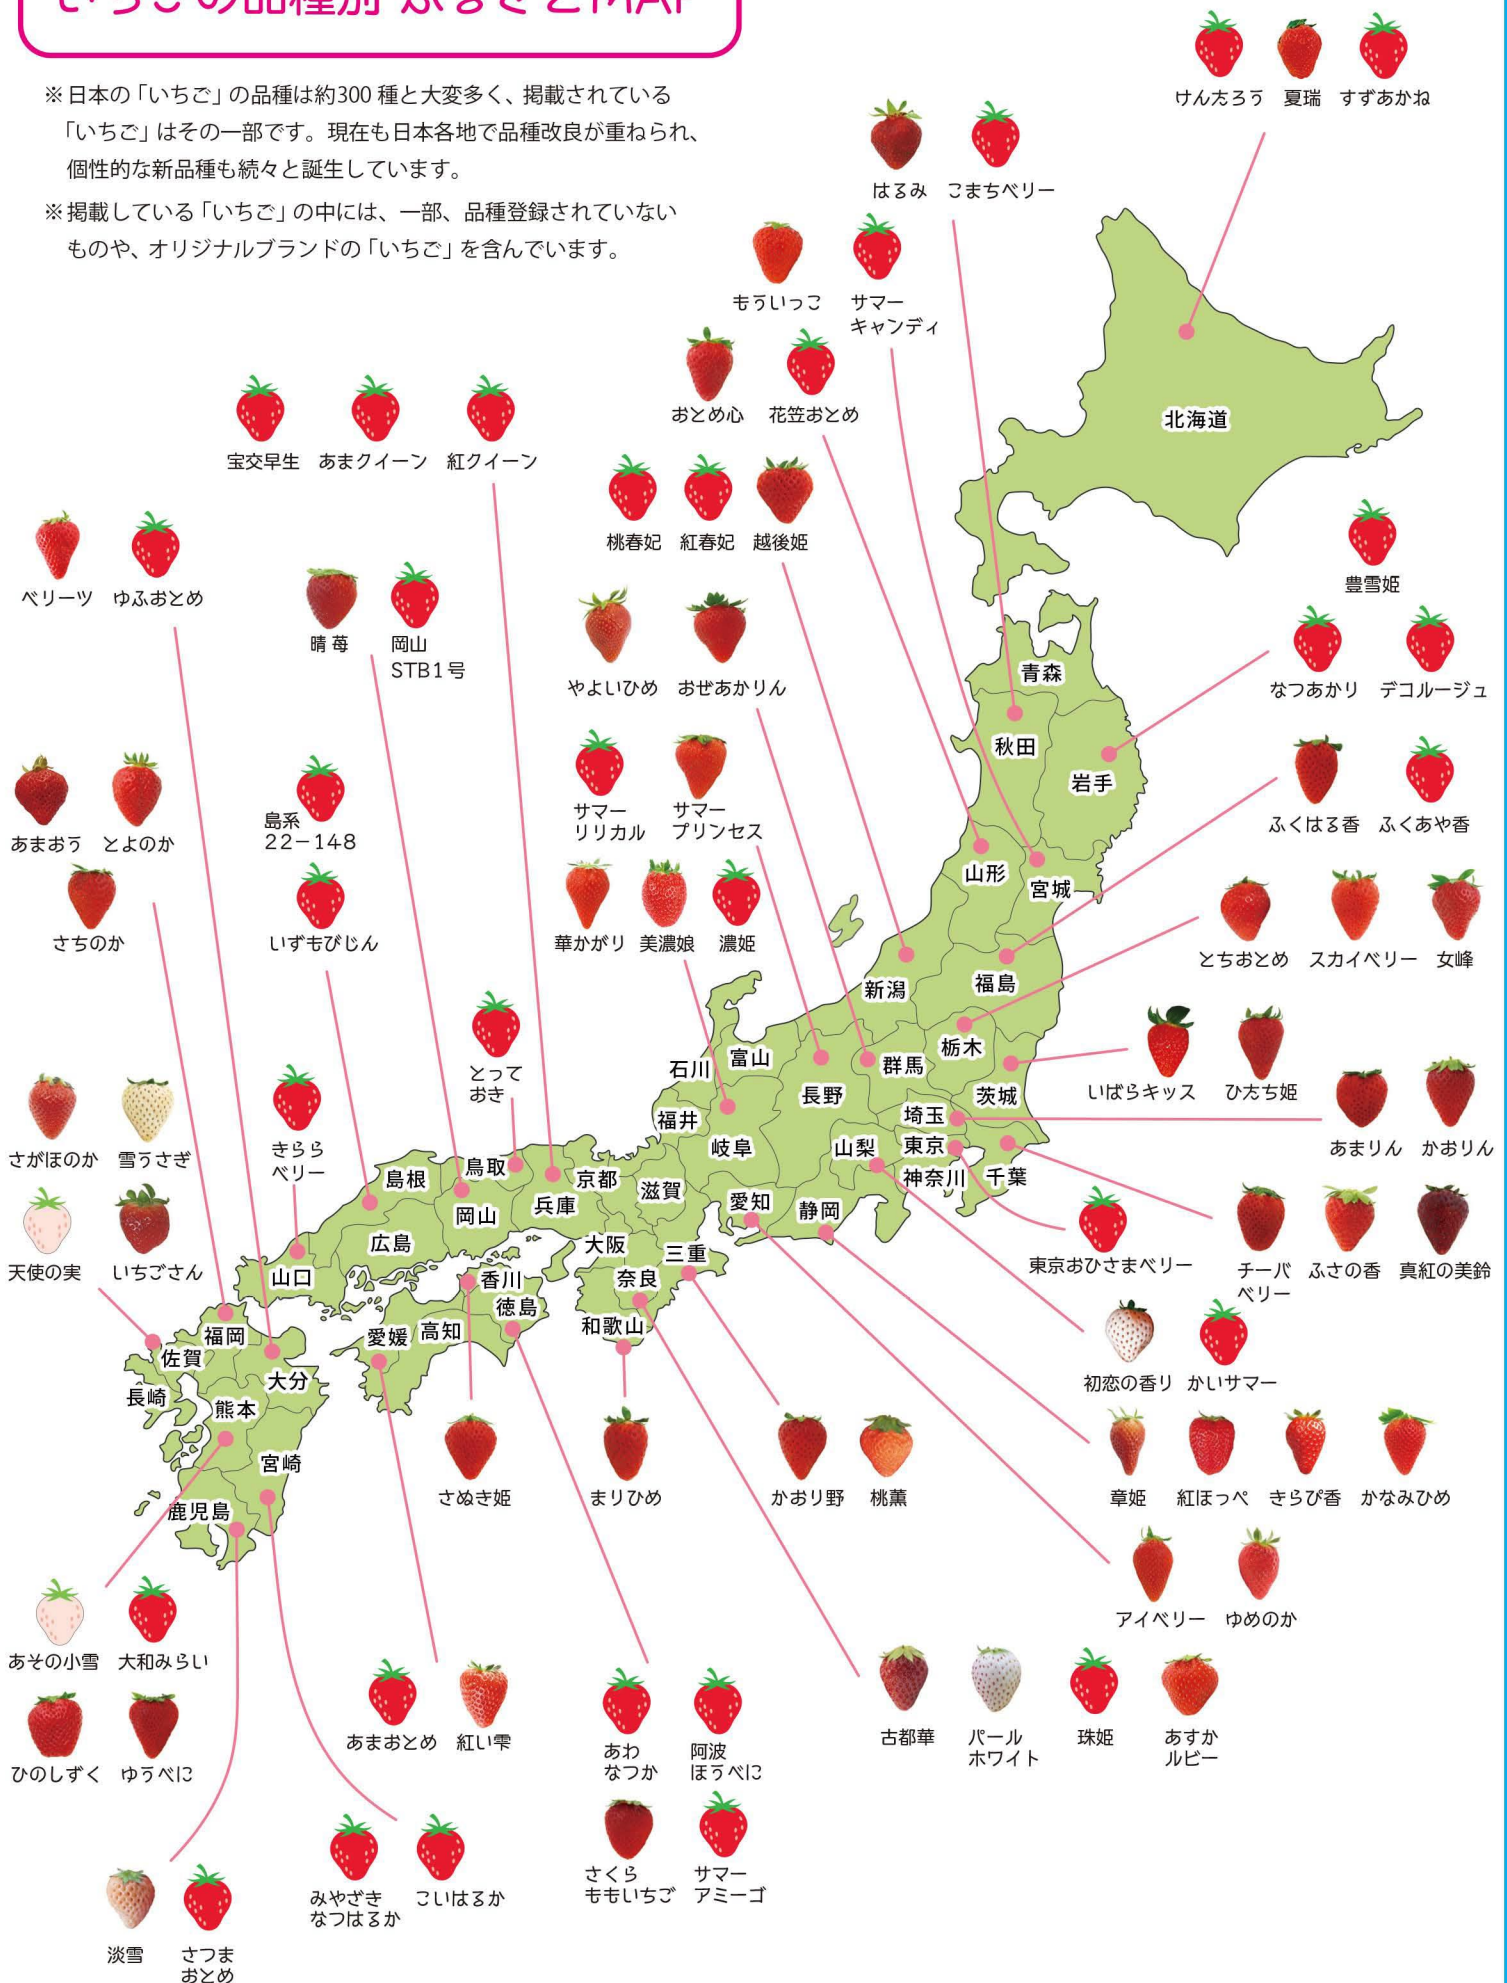 いちごの品種別 ふるさとMAP
※日本の「いちご」の品種は約300種と大変多く、掲載されている
「いちご」はその一部です。現在も日本各地で品種改良が重ねられ、
個性的な新品種も続々と誕生しています。
※掲載している「いちご」の中には、一部、品種登録されていない
ものや、オリジナルブランドの「いちご」を含んでいます。
けんたろう 夏瑞 すずあかね
はるみ こまちベリー
もういっこ サマー
キャンディ
おとめ心 花笠おとめ
宝交早生 あまクイーン 紅クイーン
桃春妃 紅春妃 越後姫
豊雪姫
ベリーツ ゆふおとめ
晴苺 岡山
STB1号
やよいひめ おぜあかりん
なつあかり デコルージュ
サマー
リリカル
サマー
プリンセス
ふくはる香 ふくあや香
あまおう とよのか
島系
22-148
さちのか
いずもびじん
華かがり 美濃娘 濃姫
とちおとめ スカイベリー 女峰
とって
おき
いばらキッス ひたち姫
さがほのか 雪うさぎ
きらら
ベリー
あまりん かおりん
天使の実 いちごさん
東京おひさまベリー
チーバ
ベリー
ふさの香 真紅の美鈴
初恋の香り かいサマー
さぬき姫
まりひめ
かおり野 桃薫
章姫 紅ほっぺ きらぴ香 かなみひめ
アイベリー ゆめのか
あその小雪 大和みらい
ひのしずく ゆうべに
あまおとめ 紅い雫
あわ
なつか
阿波
ほうべに
古都華 パール
ホワイト
珠姫 あすか
ルビー
さくら
ももいちご
サマー
アミーゴ
みやざき
なつはるか
こいはるか
淡雪 さつま
おとめ
北海道
青森
秋田
岩手
山形
宮城
新潟
福島
栃木
群馬
茨城
石川
富山
長野
埼玉
福井
岐阜
山梨
東京
神奈川
千葉
島根
鳥取
岡山
兵庫
京都
滋賀
愛知
静岡
広島
大阪
三重
山口
香川
奈良
徳島
和歌山
愛媛
高知
福岡
佐賀
長崎
大分
熊本
宮崎
鹿児島